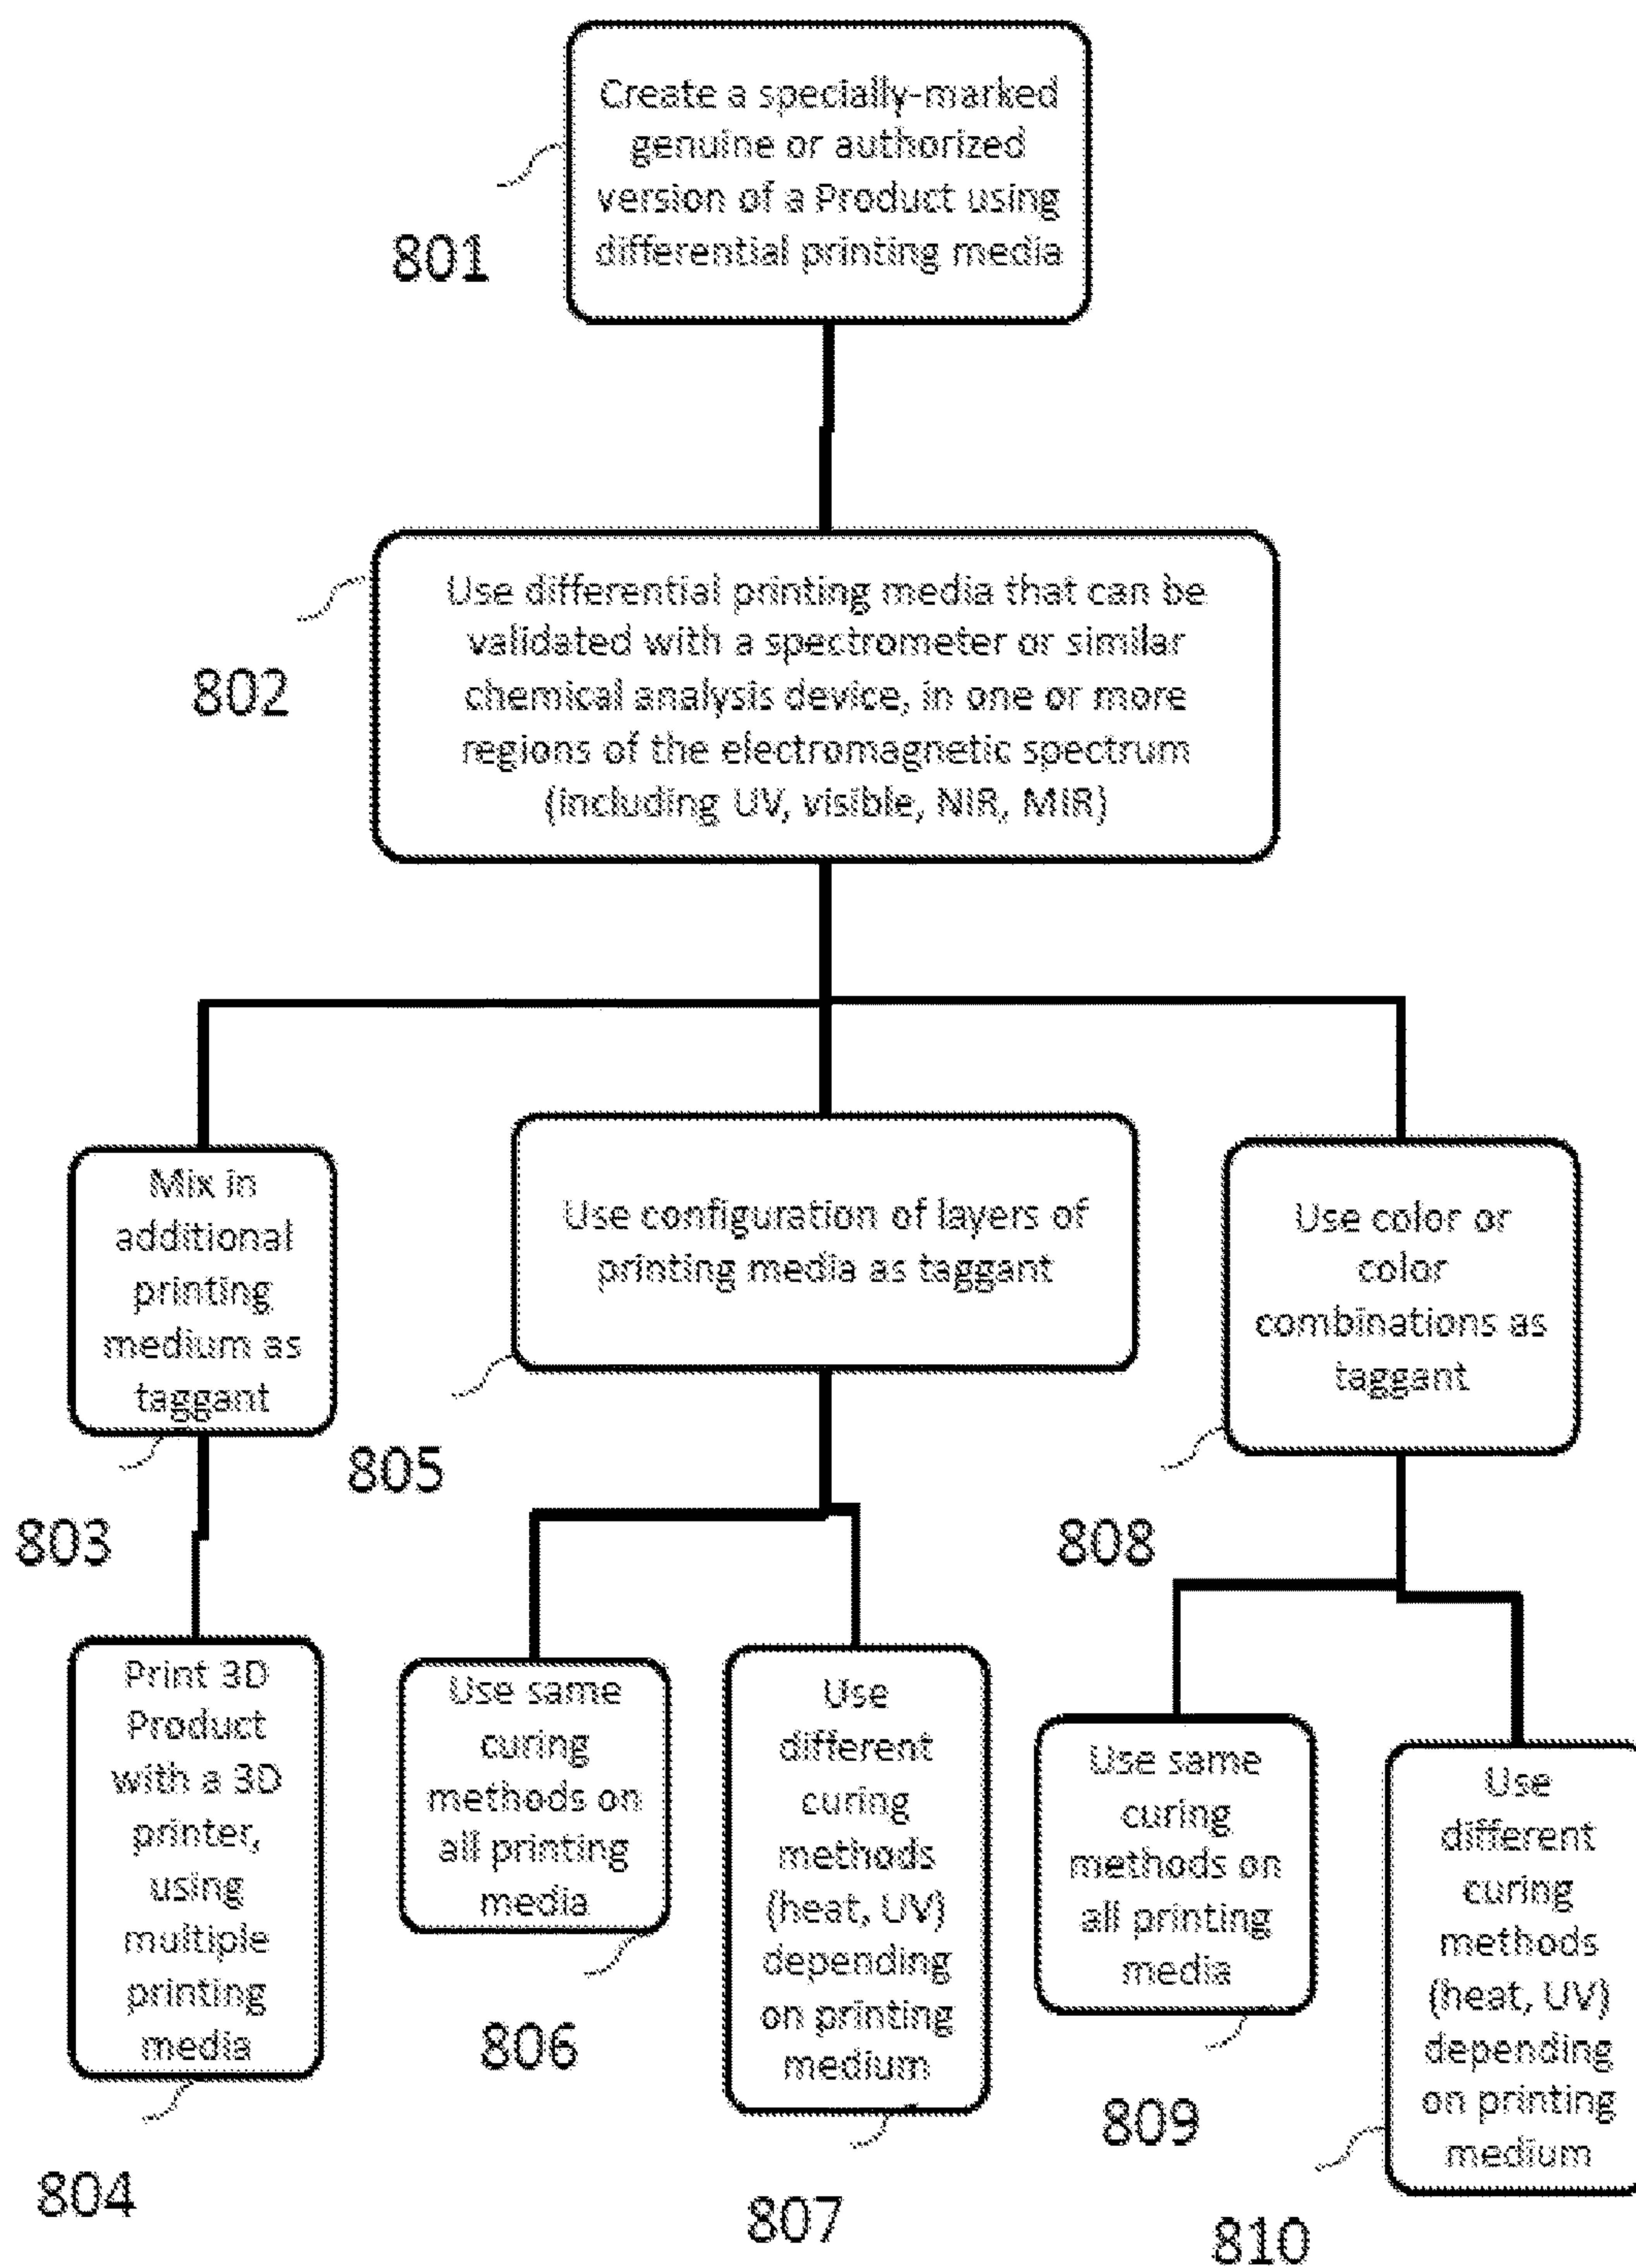 Create a specially-marked
genuine or authorized
version of a Product using
differential printing media
801
Use differential printing media that can be
validated with a spectrometer or similar
chemical analysis device, in one or more
regions of the electromagnetic spectrum
(including UV, visible, NIR, MIR)
802
Mix in
additional
printing
medium as
taggant
803
Use configuration of layers of
printing media as taggant
805
Use color or
color
combinations as
taggant
808
Print 3D
Product
with a 3D
printer,
using
multiple
printing
media
804
Use same
curing
methods on
all printing
media
806
Use
different
curing
methods
(heat, UV)
depending
on printing
medium
807
Use same
curing
methods on
all printing
media
809
Use
different
curing
methods
(heat, UV)
depending
on printing
medium
810